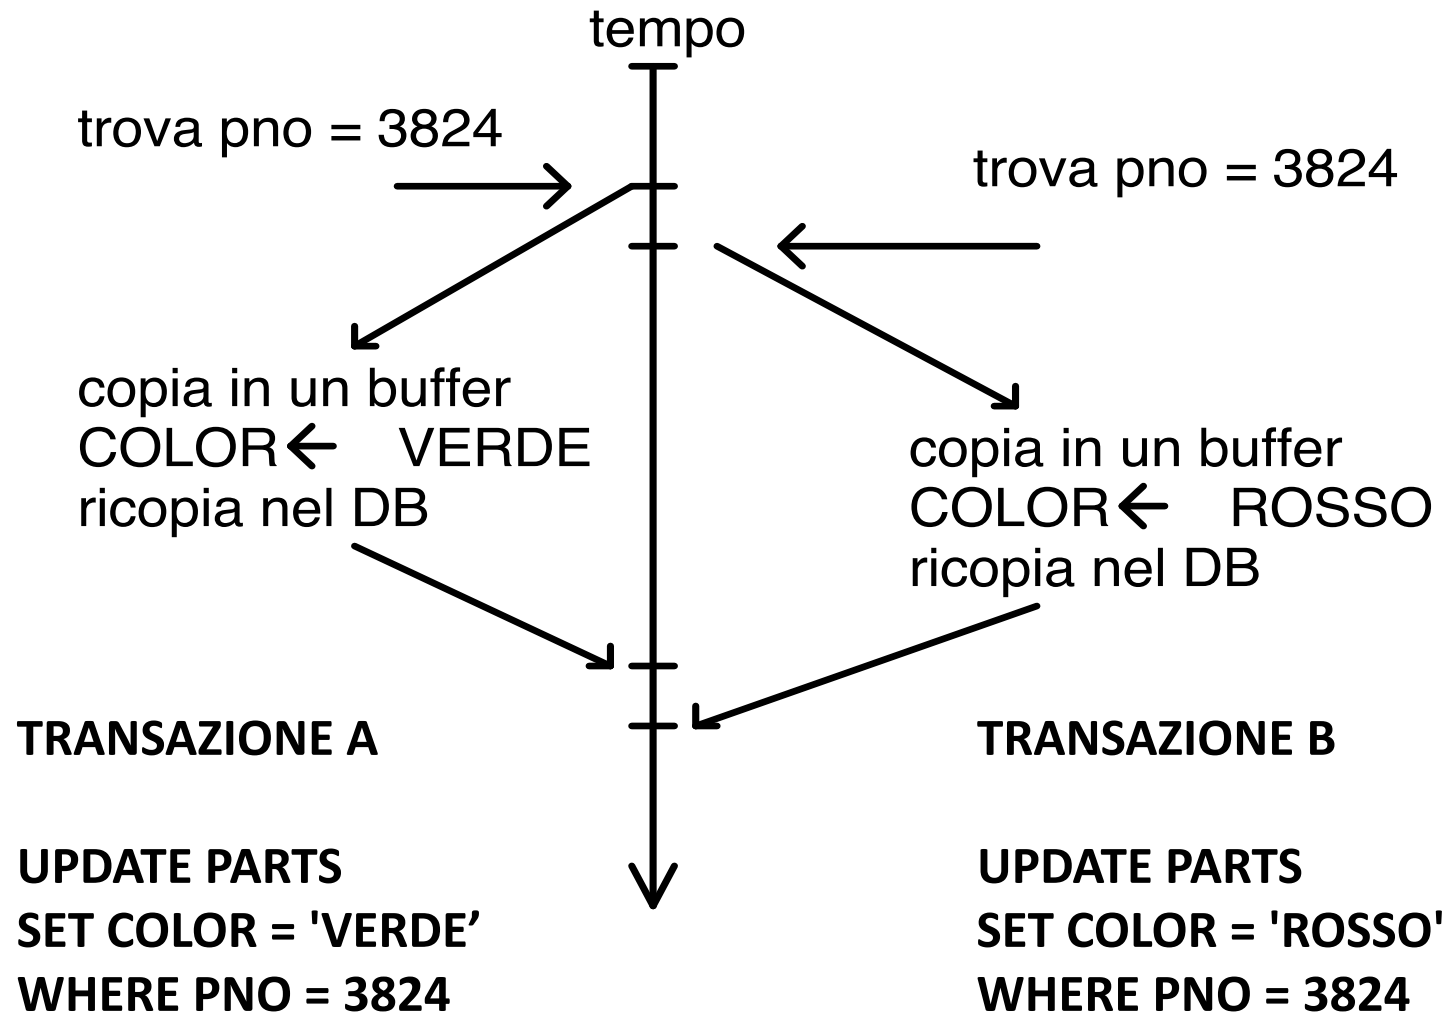 tempo
trova pno = 3824
trova pno = 3824
copia in un buffer
COLOR ← VERDE
ricopia nel DB
copia in un buffer
COLOR ← ROSSO
ricopia nel DB
TRANSAZIONE A
UPDATE PARTS
SET COLOR = 'VERDE’
WHERE PNO = 3824
TRANSAZIONE B
UPDATE PARTS
SET COLOR = 'ROSSO'
WHERE PNO = 3824